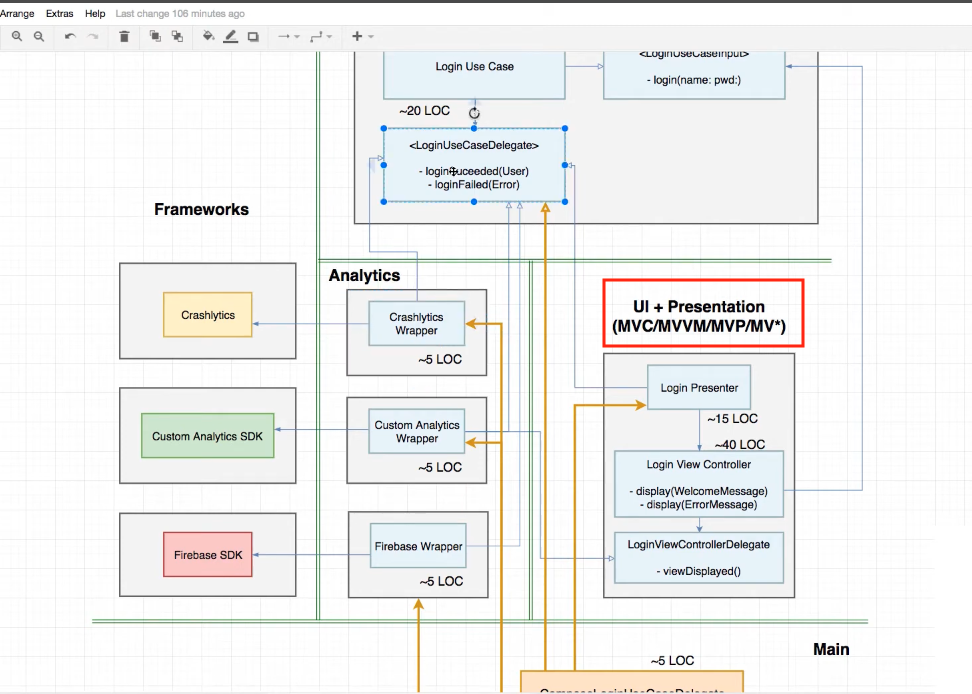 Arrange Extras Help Last change 106 minutes ago
Login Use Case
<LoginUseCaseInput>
- login(name: pwd:)
~20 LOC
<LoginUseCaseDelegate>
- loginSuceeded(User)
- loginFailed(Error)
Frameworks
Analytics
UI + Presentation
(MVC/MVVM/MVP/MV*)
Crashlytics
Crashlytics
Wrapper
~5 LOC
Login Presenter
~15 LOC
Custom Analytics SDK
Custom Analytics
Wrapper
~5 LOC
~40 LOC
Login View Controller
- display(WelcomeMessage)
- display(ErrorMessage)
Firebase SDK
Firebase Wrapper
~5 LOC
LoginViewControllerDelegate
- viewDisplayed()
Main
~5 LOC
ComposeLoginUseCaseDelegate